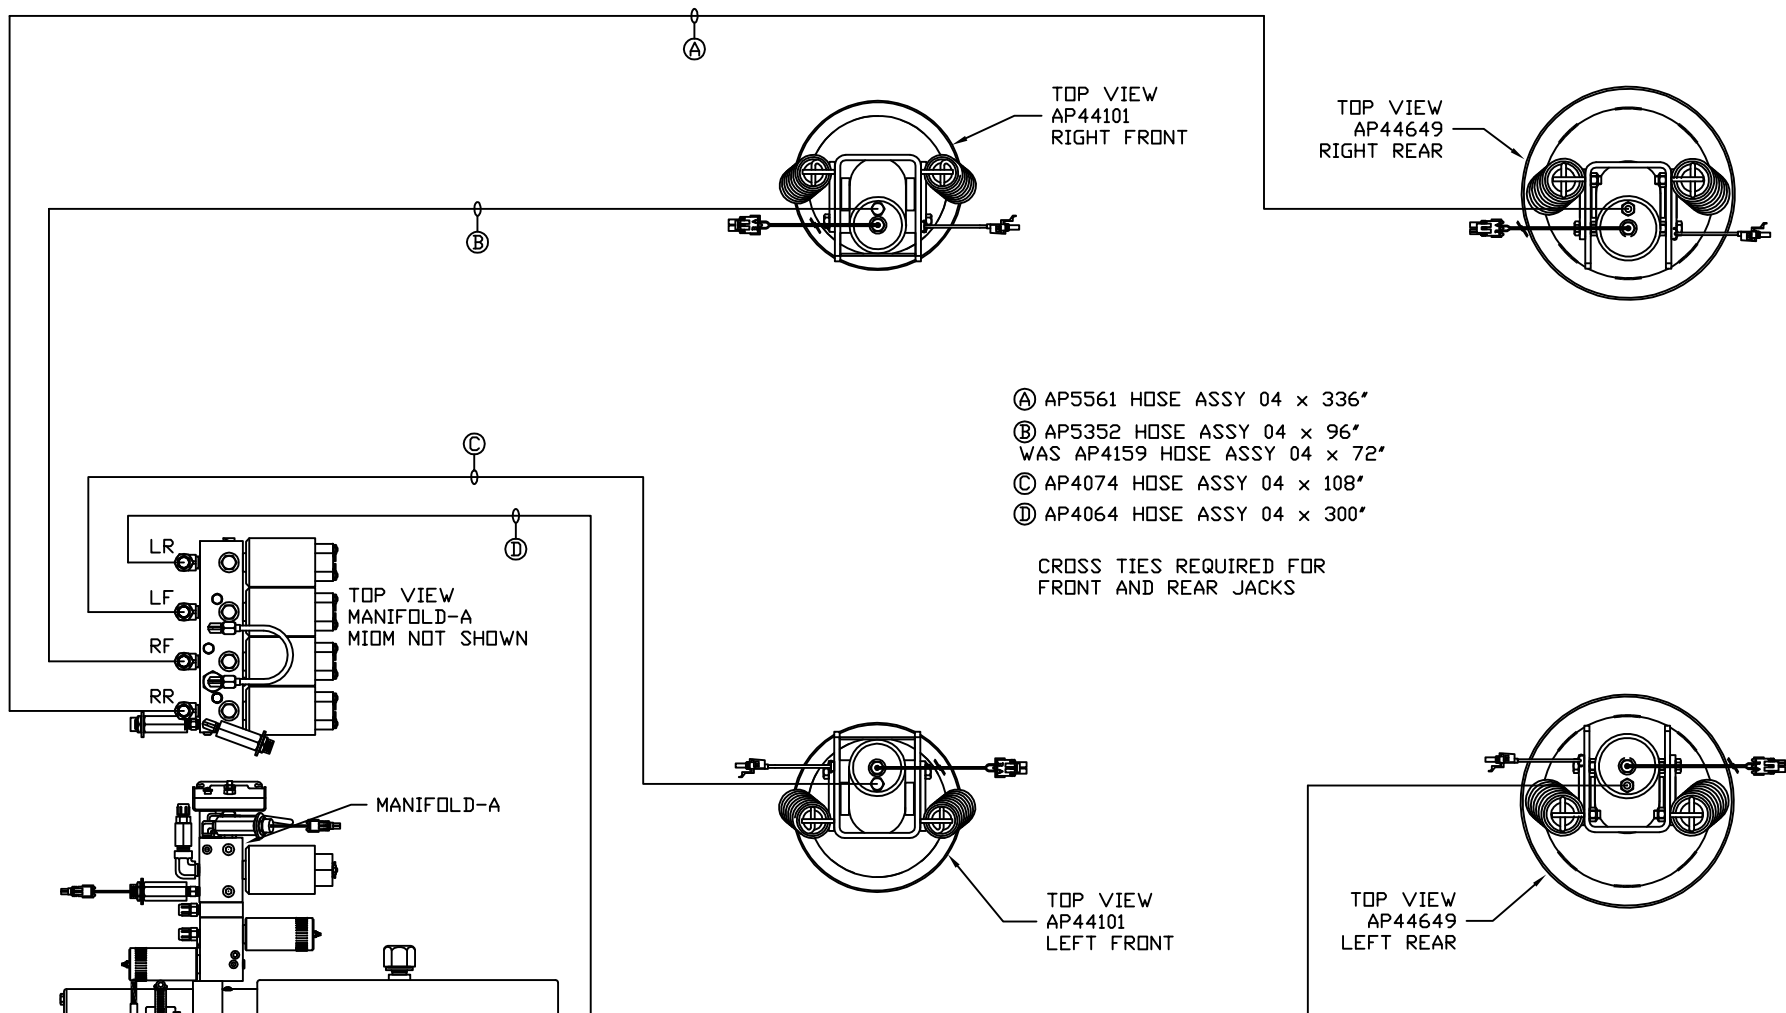 A
TOP VIEW
AP44101
RIGHT FRONT
TOP VIEW
AP44649
RIGHT REAR
B
A AP5561 HOSE ASSY 04 x 336"
B AP5352 HOSE ASSY 04 x 96"
WAS AP4159 HOSE ASSY 04 x 72"
C AP4074 HOSE ASSY 04 x 108"
D AP4064 HOSE ASSY 04 x 300"
CROSS TIES REQUIRED FOR
FRONT AND REAR JACKS
C
D
LR
LF
RF
RR
TOP VIEW
MANIFOLD-A
MIOM NOT SHOWN
MANIFOLD-A
TOP VIEW
AP44101
LEFT FRONT
TOP VIEW
AP44649
LEFT REAR